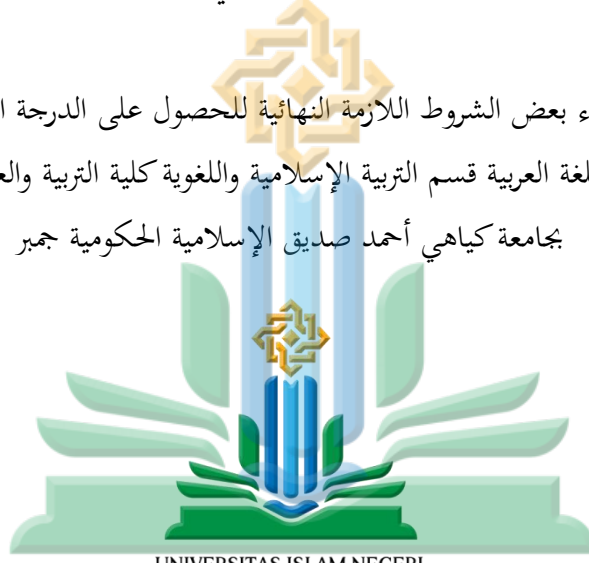 ء بعض الشروط اللازمة النهائية للحصول على الدرجة
لغة العربية قسم التربية الإسلامية واللغوية كلية التربية
بجامعة كياهي أحمد صديق الإسلامية الحكومية جمبر
UNIVERSITAS ISLAM NEGERI